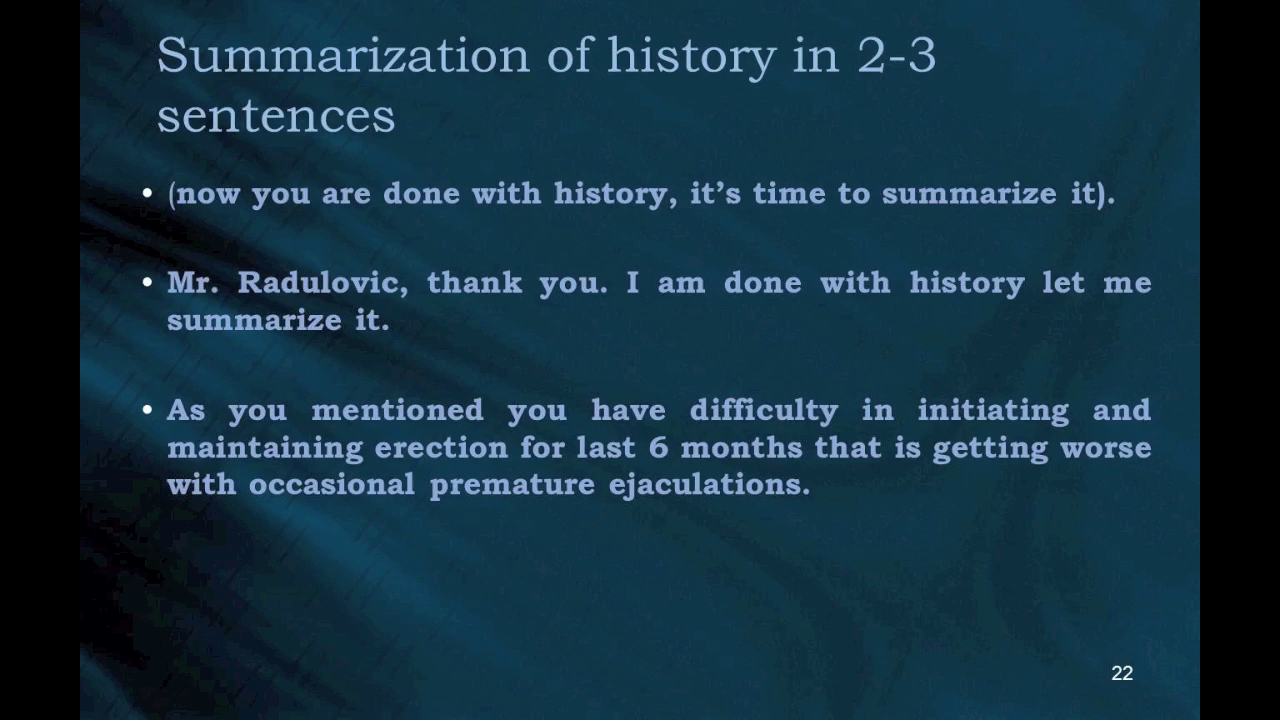 Summarization of history in 2-3
sentences
• (now you are done with history, it’s time to summarize it).
• Mr. Radulovic, thank you. I am done with history let me
summarize it.
• As you mentioned you have difficulty in initiating and
maintaining erection for last 6 months that is getting worse
with occasional premature ejaculations.
22